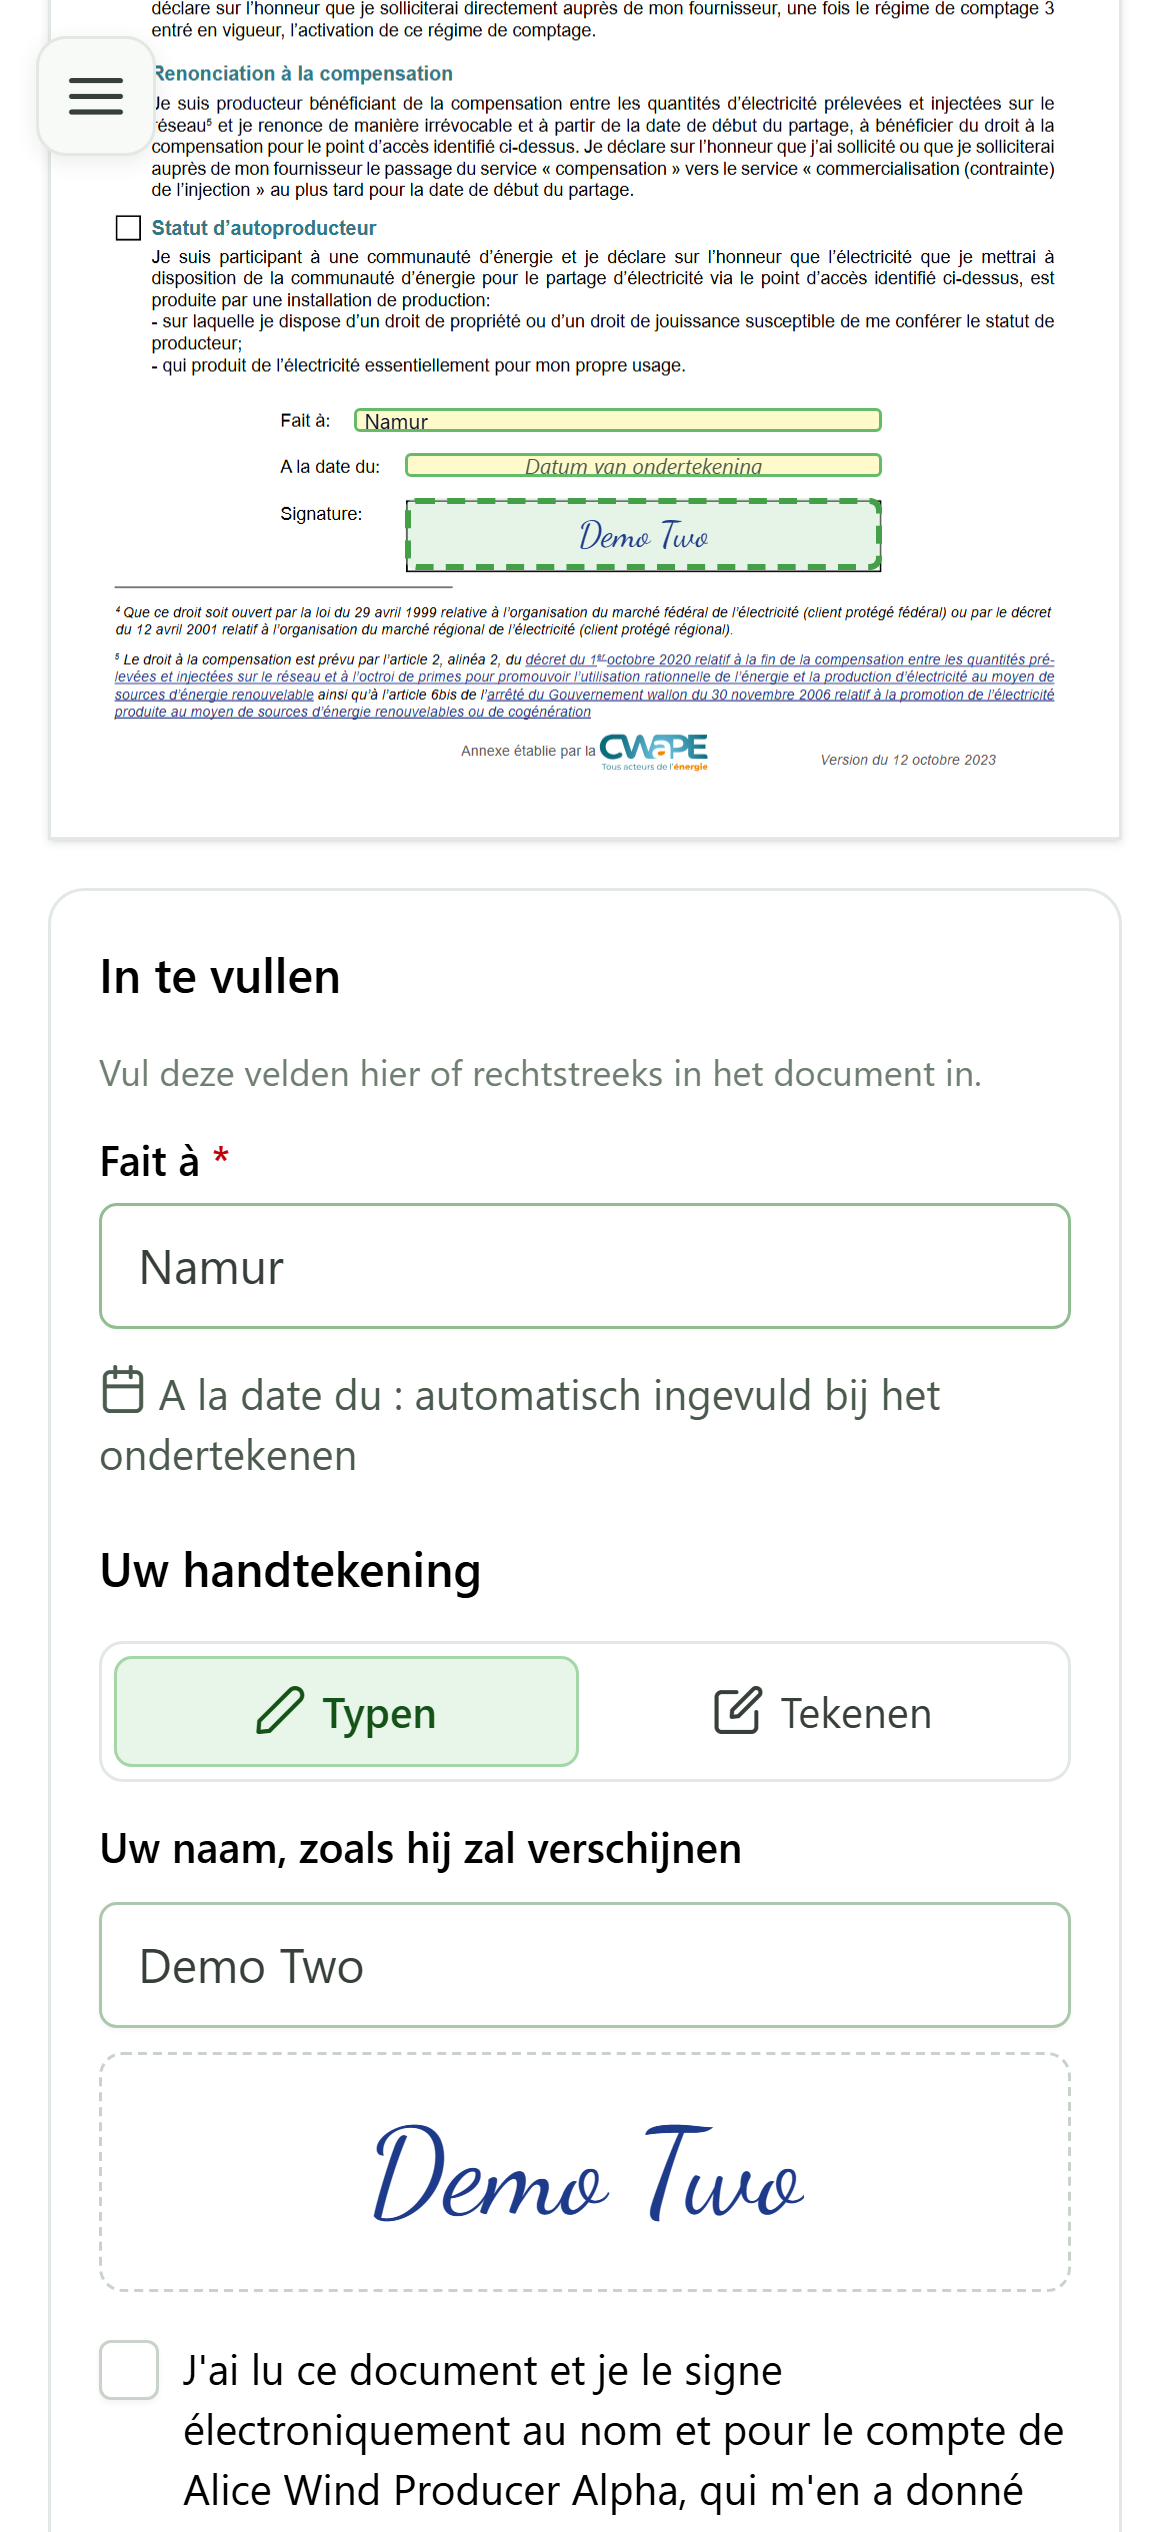 déclare sur l'honneur que je solliciterai directement auprès de mon fournisseur, une fois le régime de comptage 3
entré en vigueur, l'activation de ce régime de comptage.
Renonciation à la compensation
Je suis producteur bénéficiant de la compensation entre les quantités d'électricité prélevées et injectées sur le
réseau⁵ et je renonce de manière irrévocable et à partir de la date de début du partage, à bénéficier du droit à la
compensation pour le point d'accès identifié ci-dessus. Je déclare sur l'honneur que j'ai sollicité ou que je solliciterai
auprès de mon fournisseur le passage du service « compensation » vers le service « commercialisation (contrainte)
de l'injection » au plus tard pour la date de début du partage.
Statut d'autoproducteur
Je suis participant à une communauté d'énergie et je déclare sur l'honneur que l'électricité que je mettrai à
disposition de la communauté d'énergie pour le partage d'électricité via le point d'accès identifié ci-dessus, est
produite par une installation de production:
- sur laquelle je dispose d'un droit de propriété ou d'un droit de jouissance susceptible de me conférer le statut de
producteur;
- qui produit de l'électricité essentiellement pour mon propre usage.
Fait à: Namur
A la date du: Datum van ondertekening
Signature: Demo Two
⁴ Que ce droit soit ouvert par la loi du 29 avril 1999 relative à l'organisation du marché fédéral de l'électricité (client protégé fédéral) ou par le décret
du 12 avril 2001 relatif à l'organisation du marché régional de l'électricité (client protégé régional).
⁵ Le droit à la compensation est prévu par l'article 2, alinéa 2, du décret du 1er octobre 2020 relatif à la fin de la compensation entre les quantités pré-
levées et injectées sur le réseau et à l'octroi de primes pour promouvoir l'utilisation rationnelle de l'énergie et la production d'électricité au moyen de
sources d'énergie renouvelable ainsi qu'à l'article 6bis de l'arrêté du Gouvernement wallon du 30 novembre 2006 relatif à la promotion de l'électricité
produite au moyen de sources d'énergie renouvelables ou de cogénération
Annexe établie par la CWaPE
Tous acteurs de l'énergie
Version du 12 octobre 2023
In te vullen
Vul deze velden hier of rechtstreeks in het document in.
Fait à *
Namur
A la date du : automatisch ingevuld bij het
ondertekenen
Uw handtekening
Typen
Tekenen
Uw naam, zoals hij zal verschijnen
Demo Two
Demo Two
J'ai lu ce document et je le signe
électroniquement au nom et pour le compte de
Alice Wind Producer Alpha, qui m'en a donné